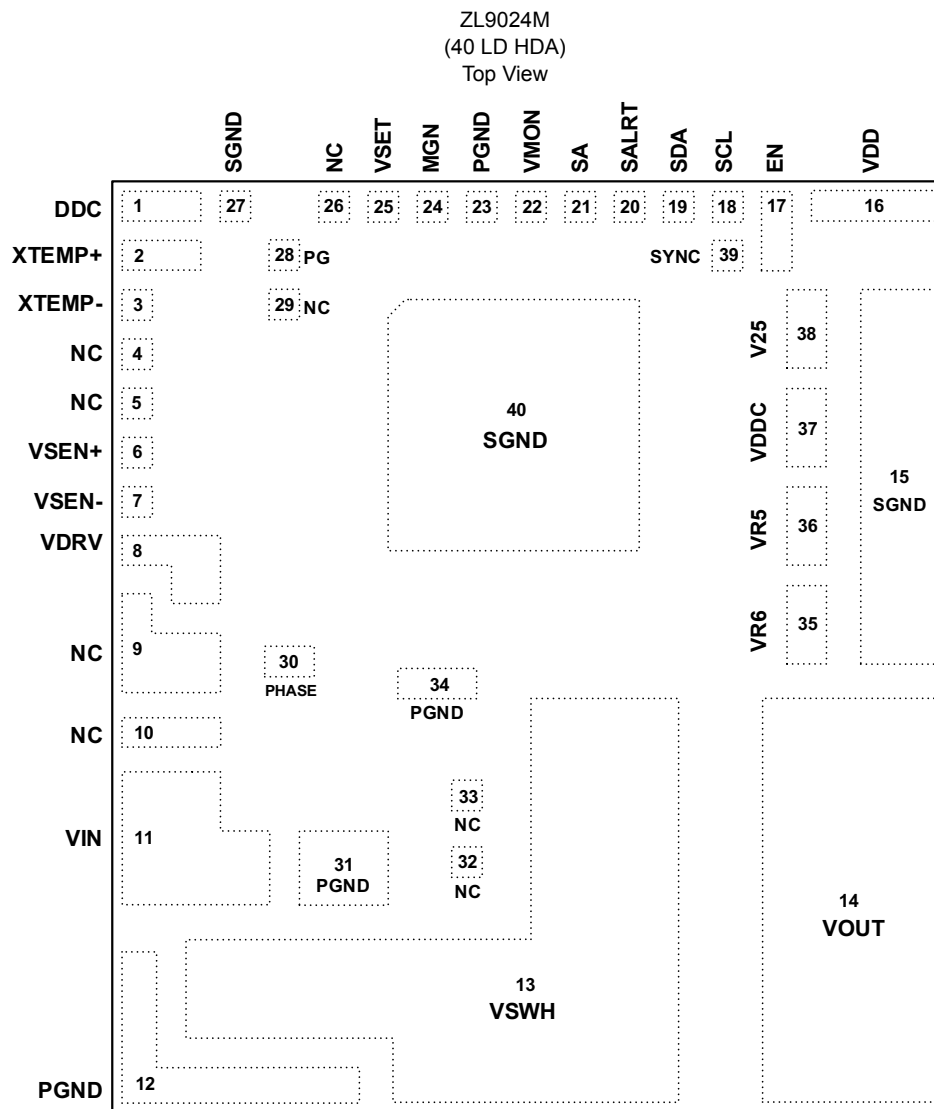 ZL9024M
(40 LD HDA)
Top View
SGND NC VSET MGN PGND VMON SA SALRT SDA SCL EN VDD
DDC 1 27 26 25 24 23 22 21 20 19 18 17 16
XTEMP+ 2 28 PG SYNC 39
XTEMP- 3 29 NC
V25 38
NC 4
NC 5
40
SGND
VDDC 37
VSEN+ 6
15
SGND
VSEN- 7
VR5 36
VDRV 8
VR6 35
NC 9
30
PHASE
34
PGND
NC 10
33
NC
VIN 11
31
PGND
32
NC
14
VOUT
13
VSWH
PGND 12